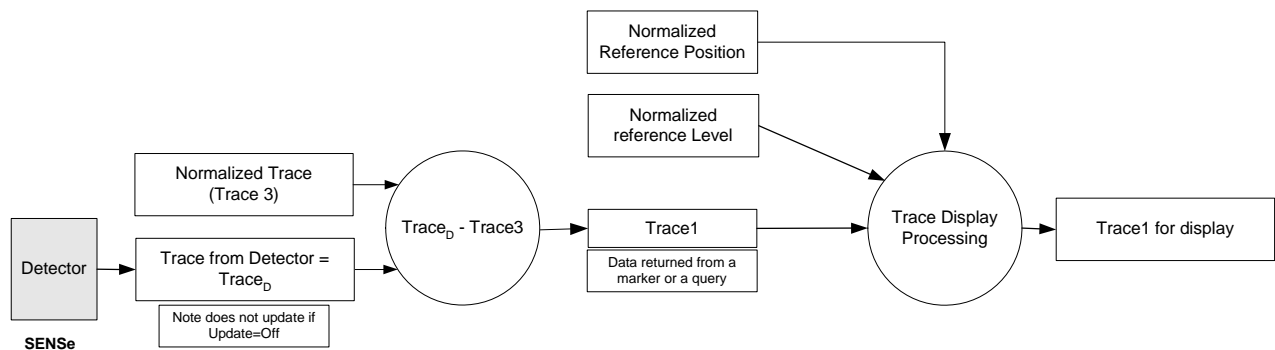 Normalized
Reference Position
Normalized
reference Level
Normalized Trace
(Trace 3)
Detector
Trace from Detector =
TraceD
Note does not update if
Update=Off
SENSe
TraceD - Trace3
Trace1
Data returned from a
marker or a query
Trace Display
Processing
Trace1 for display